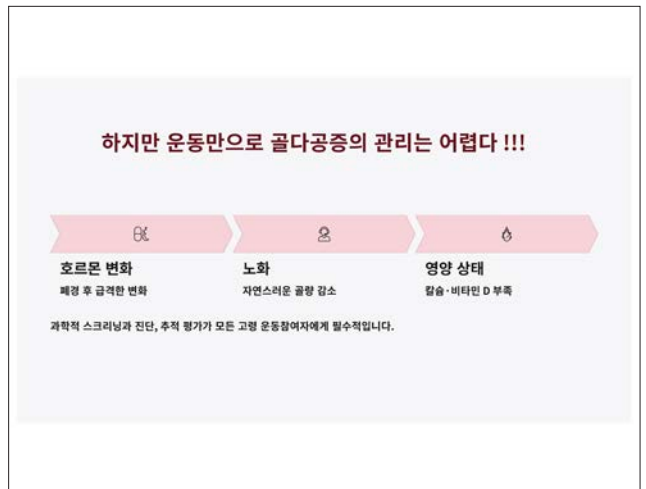 하지만 운동만으로 골다공증의 관리는 어렵다 !!!
호르몬 변화
폐경 후 급격한 변화
노화
자연스러운 골량 감소
영양 상태
칼슘·비타민 D 부족
과학적 스크리닝과 진단, 추적 평가가 모든 고령 운동참여자에게 필수적입니다.